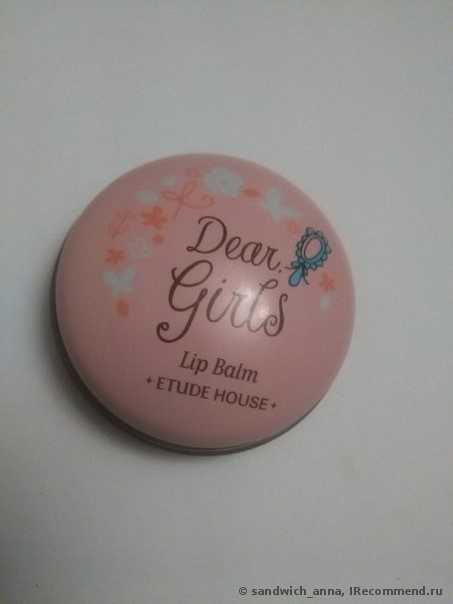 Dear,
Girls
Lip Balm
ETUDE HOUSE
© sandwich_anna, IRecommend.ru